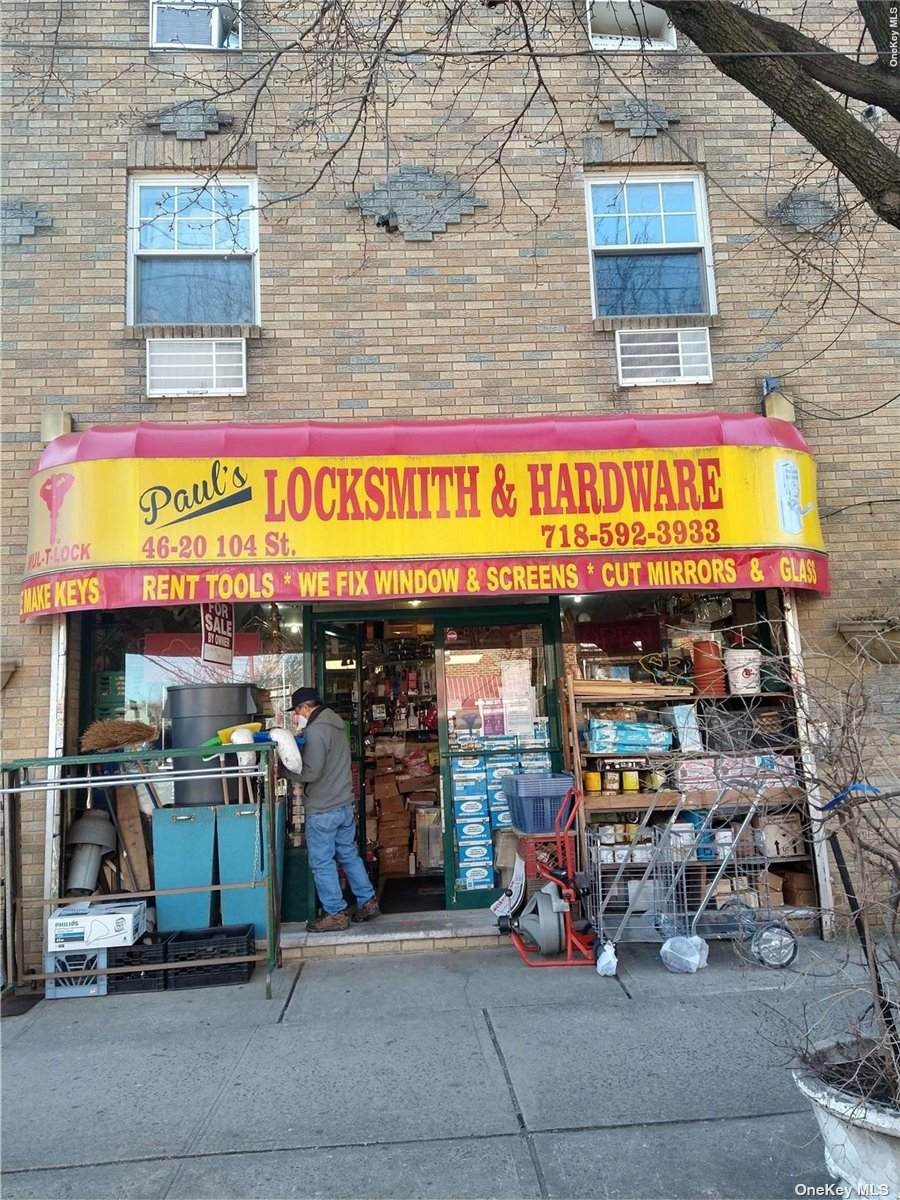 OneKey MLS
Paul's LOCKSMITH & HARDWARE
MUL-T-LOCK
46-20 104 St.
718-592-3933
E MAKE KEYS RENT TOOLS * WE FIX WINDOW & SCREENS * CUT MIRRORS & GLASS
FOR
SALE
BY OWNER
PHILIPS
OneKey MLS